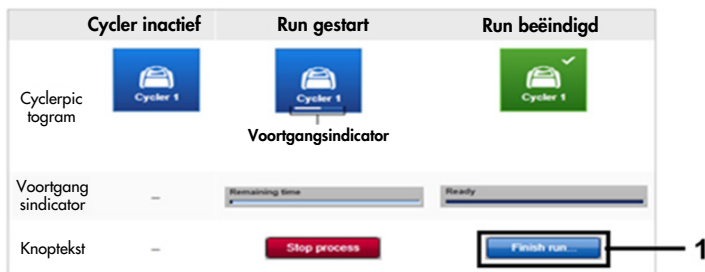 Cycler inactief Run gestart Run beëindigd
Cyclerpic
togram
Cycler 1
Cycler 1
Cycler 1
Voortgangsindicator
Voortgang
sindicator
–
Remaining time
Ready
Knoptekst
–
Stop process
Finish run...
1